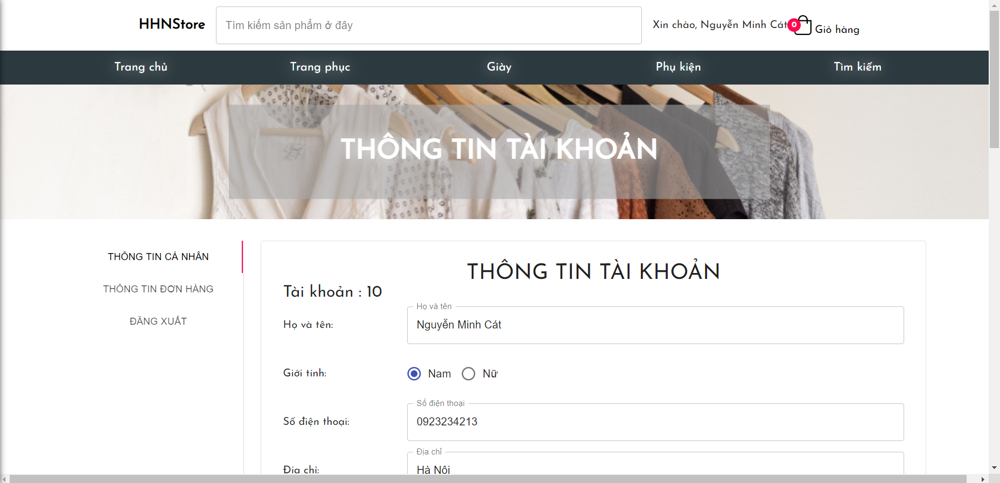 HHNStore
Tìm kiếm sản phẩm ở đây
Xin chào, Nguyễn Minh Cát
0
Giỏ hàng
Trang chủ
Trang phục
Giày
Phụ kiện
Tìm kiếm
THÔNG TIN TÀI KHOẢN
THÔNG TIN CÁ NHÂN
THÔNG TIN ĐƠN HÀNG
ĐĂNG XUẤT
THÔNG TIN TÀI KHOẢN
Tài khoản : 10
Họ và tên
Họ và tên:
Nguyễn Minh Cát
Giới tính:
Nam
Nữ
Số điện thoại
Số điện thoại:
0923234213
Địa chỉ
Địa chỉ:
Hà Nội